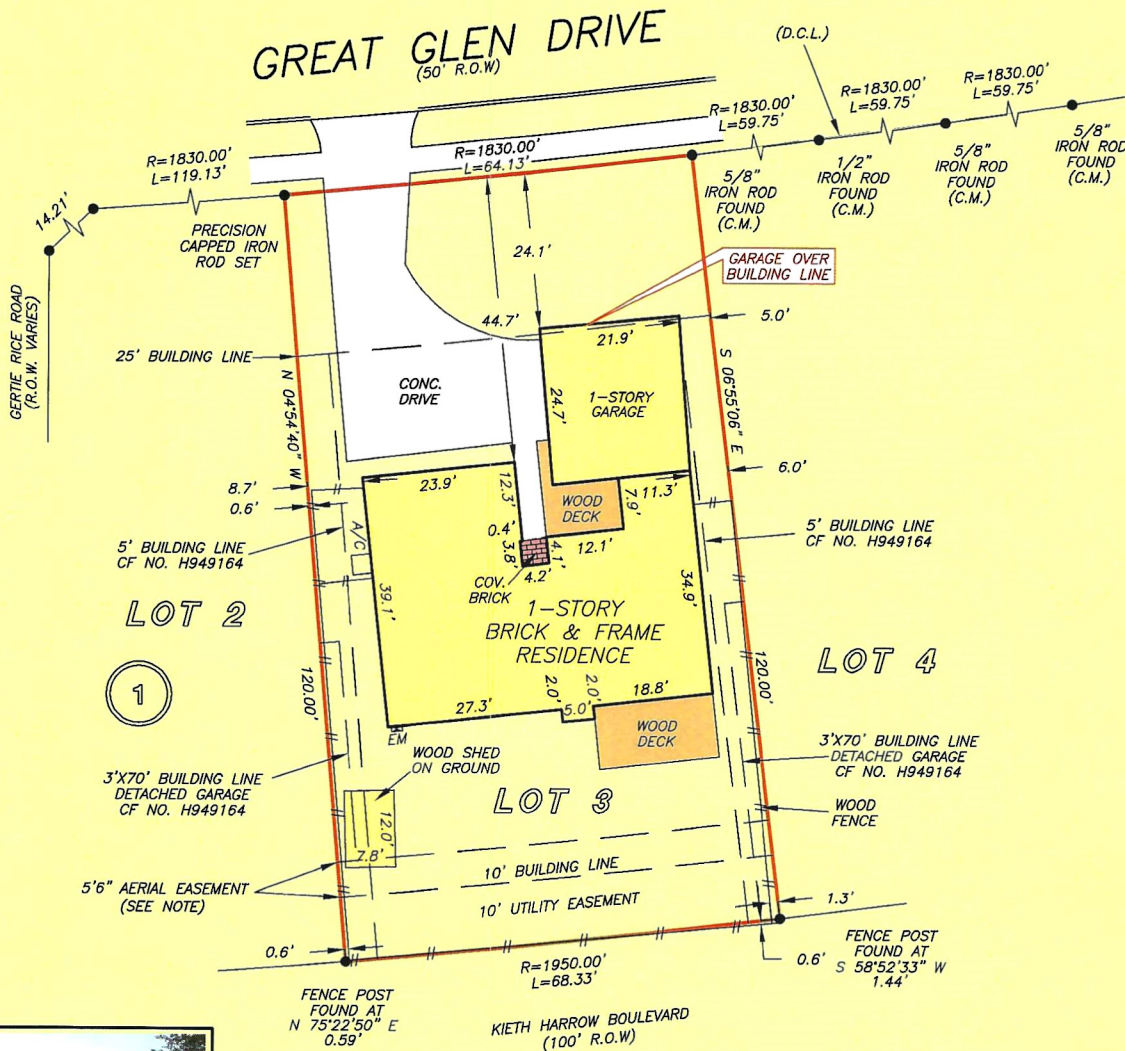 GREAT GLEN DRIVE
(50' R.O.W)
(D.C.L.)
R=1830.00'
L=59.75'
R=1830.00'
L=59.75'
R=1830.00'
L=59.75'
R=1830.00'
L=64.13'
R=1830.00'
L=119.13'
14.21'
5/8"
IRON ROD
FOUND
(C.M.)
1/2"
IRON ROD
FOUND
(C.M.)
5/8"
IRON ROD
FOUND
(C.M.)
5/8"
IRON ROD
FOUND
(C.M.)
PRECISION
CAPPED IRON
ROD SET
GERTIE RICE ROAD
(R.O.W. VARIES)
24.1'
GARAGE OVER
BUILDING LINE
44.7'
5.0'
21.9'
25' BUILDING LINE
N 04°54'40" W
S 06°55'06" E
CONC.
DRIVE
24.7'
1-STORY
GARAGE
6.0'
8.7'
0.6'
23.9'
12.3'
WOOD
DECK
7.9'
11.3'
A/C
0.4'
3.8'
4.1'
12.1'
4.2'
COV.
BRICK
5' BUILDING LINE
CF NO. H949164
5' BUILDING LINE
CF NO. H949164
39.1'
34.9'
1-STORY
BRICK & FRAME
RESIDENCE
LOT 2
LOT 4
1
120.00'
120.00'
27.3'
2.0'
5.0'
2.0'
18.8'
EM
WOOD
DECK
WOOD SHED
ON GROUND
3'X70' BUILDING LINE
DETACHED GARAGE
CF NO. H949164
3'X70' BUILDING LINE
DETACHED GARAGE
CF NO. H949164
LOT 3
WOOD
FENCE
12.0'
7.8'
10' BUILDING LINE
5'6" AERIAL EASEMENT
(SEE NOTE)
10' UTILITY EASEMENT
1.3'
0.6'
0.6'
R=1950.00'
L=68.33'
FENCE POST
FOUND AT
S 58°52'33" W
1.44'
FENCE POST
FOUND AT
N 75°22'50" E
0.59'
KIETH HARROW BOULEVARD
(100' R.O.W)